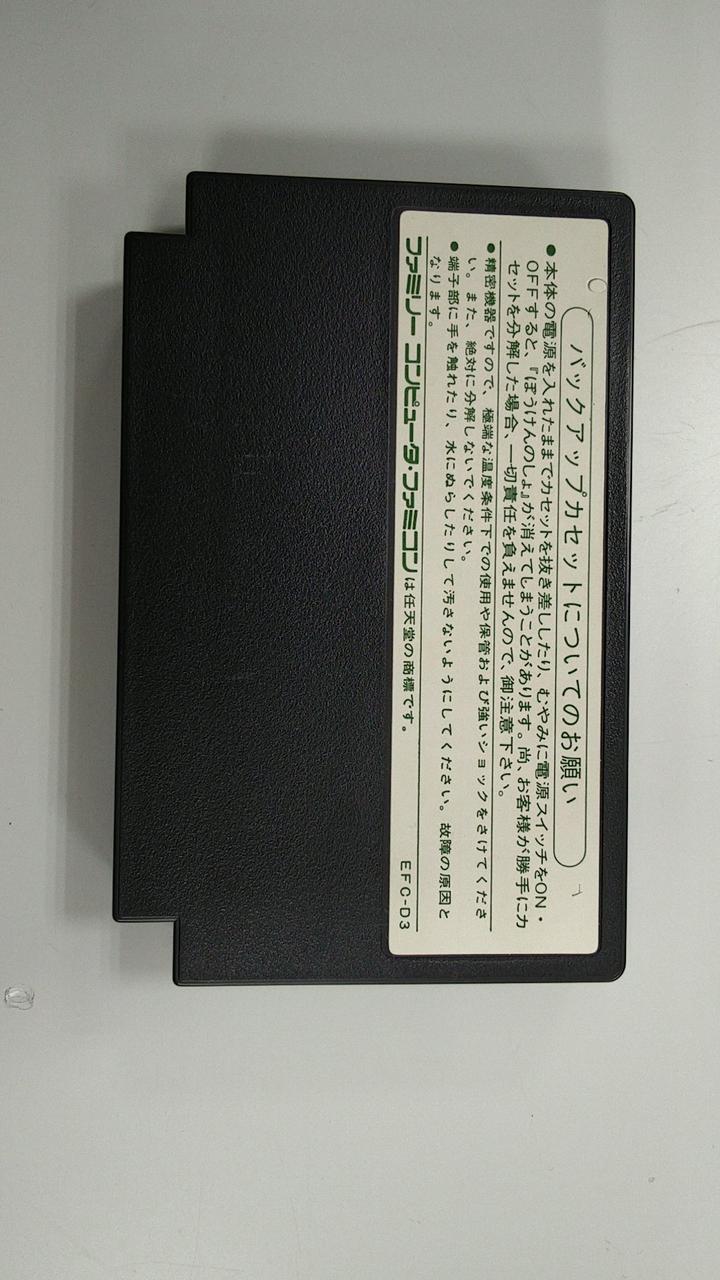 バックアップカセットについてのお願い
●本体の電源を入れたままでカセットを抜き差ししたり、むやみに電源スイッチをON・
OFFすると、『ぼうけんのしょ』が消えてしまうことがあります。尚、お客様が勝手にカ
セットを分解した場合、一切責任を負えませんので、御注意下さい。
●精密機器ですので、極端な温度条件下での使用や保管および強いショックをさけてくださ
い。また、絶対に分解しないでください。
●端子部に手を触れたり、水にぬらしたりして汚さないようにしてください。故障の原因と
なります。
ファミリー コンピュータ・ファミコンは任天堂の商標です。 EFC-D3